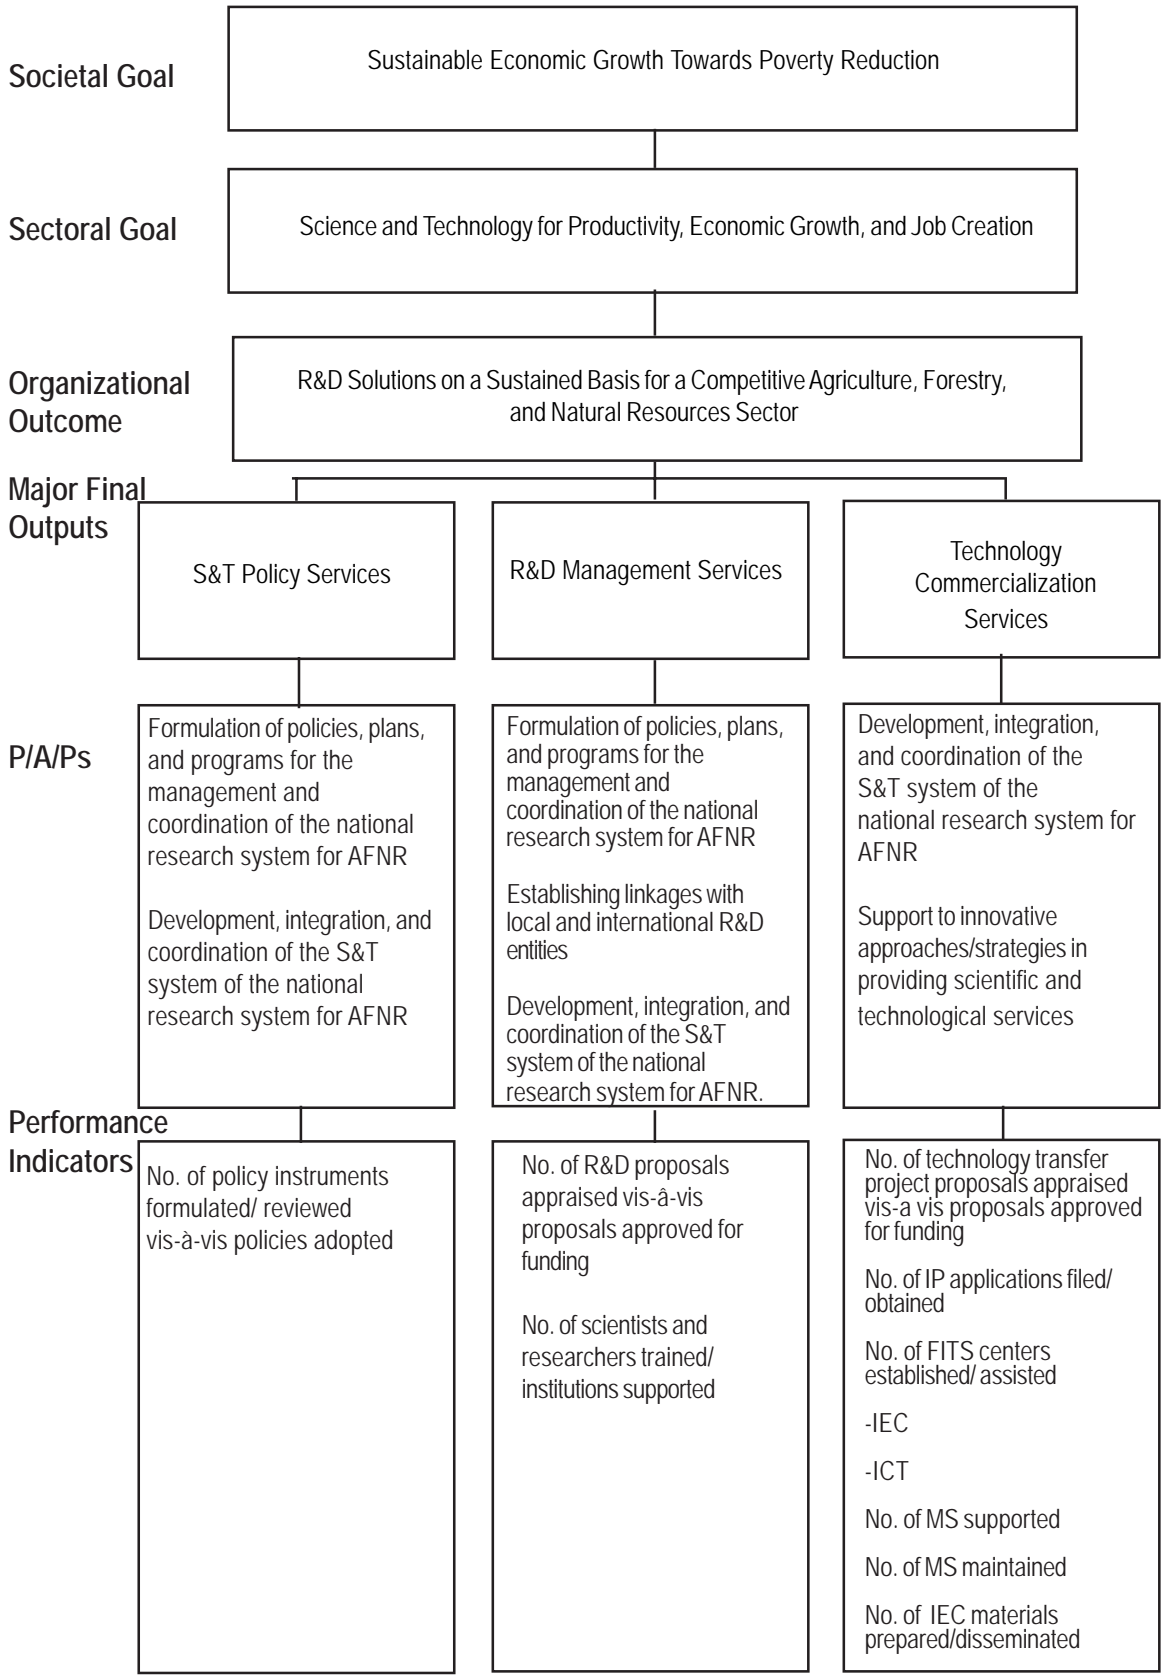 Societal Goal
Sustainable Economic Growth Towards Poverty Reduction
Sectoral Goal
Science and Technology for Productivity, Economic Growth, and Job Creation
Organizational
Outcome
R&D Solutions on a Sustained Basis for a Competitive Agriculture, Forestry,
and Natural Resources Sector
Major Final
Outputs
S&T Policy Services
R&D Management Services
Technology
Commercialization
Services
P/A/Ps
Formulation of policies, plans,
and programs for the
management and
coordination of the national
research system for AFNR
Development, integration, and
coordination of the S&T
system of the national
research system for AFNR
Formulation of policies, plans,
and programs for the
management and
coordination of the national
research system for AFNR
Establishing linkages with
local and international R&D
entities
Development, integration, and
coordination of the S&T
system of the national
research system for AFNR.
Development, integration,
and coordination of the
S&T system of the
national research system for
AFNR
Support to innovative
approaches/strategies in
providing scientific and
technological services
Performance
Indicators
No. of policy instruments
formulated/ reviewed
vis-à-vis policies adopted
No. of R&D proposals
appraised vis-â-vis
proposals approved for
funding
No. of scientists and
researchers trained/
institutions supported
No. of technology transfer
project proposals appraised
vis-a vis proposals approved
for funding
No. of IP applications filed/
obtained
No. of FITS centers
established/ assisted
-IEC
-ICT
No. of MS supported
No. of MS maintained
No. of IEC materials
prepared/disseminated